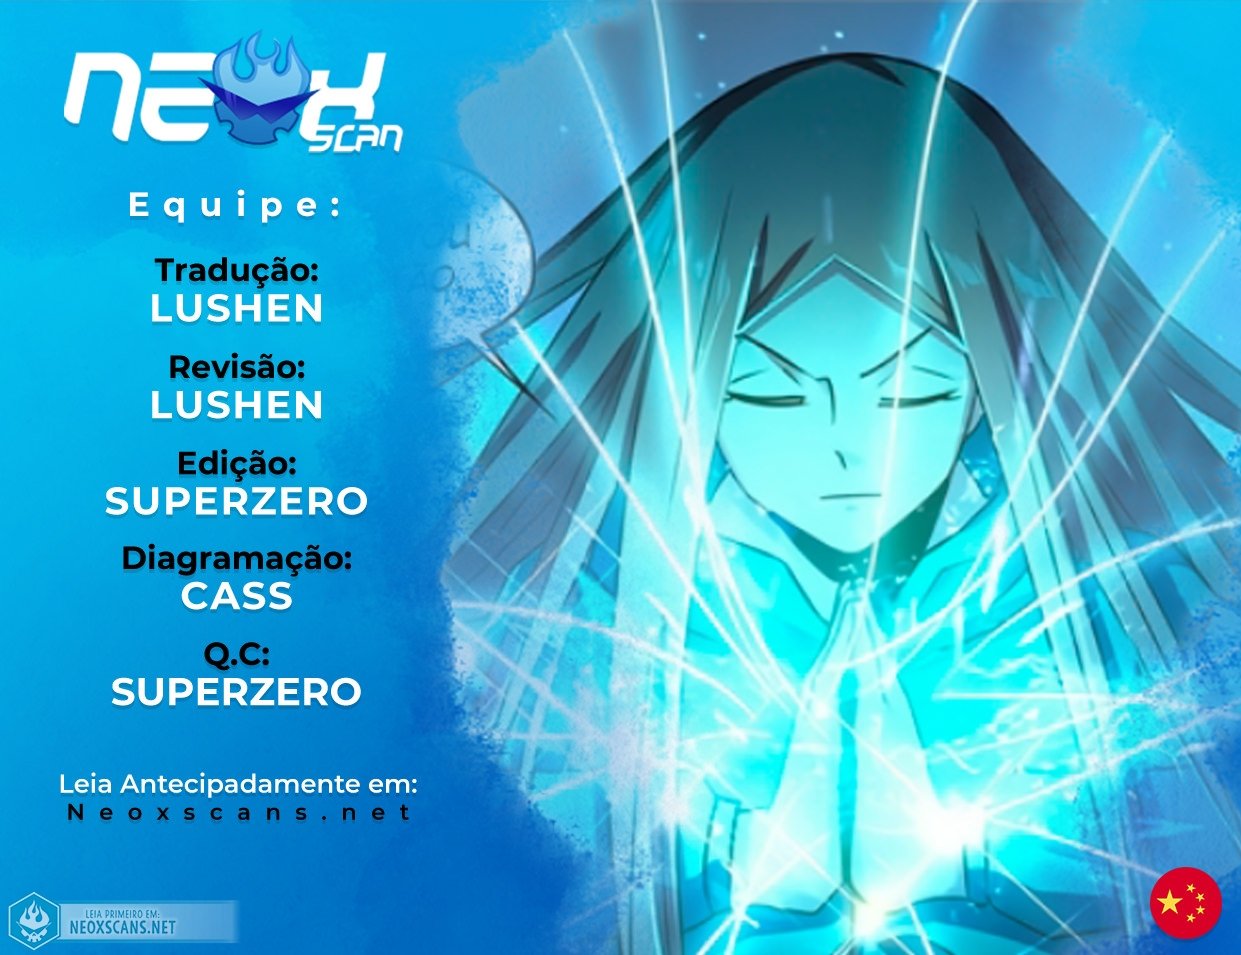 NEOX
SCAN
Equipe:
Tradução:
LUSHEN
Revisão:
LUSHEN
Edição:
SUPERZERO
Diagramação:
CASS
Q.C:
SUPERZERO
Leia Antecipadamente em:
Neoxscans.net
LEIA PRIMEIRO EM:
NEOXSCANS.NET